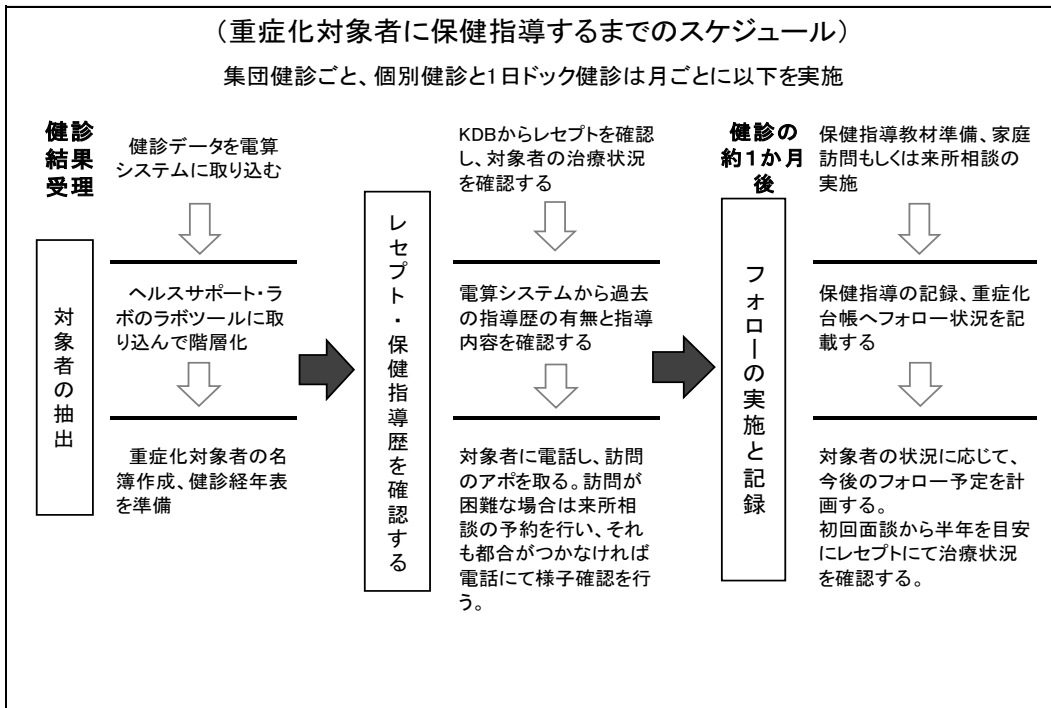 （重症化対象者に保健指導するまでのスケジュール）
集団健診ごと、個別健診と1日ドック健診は月ごとに以下を実施
健診
結果
受理
対象者の抽出
健診データを電算
システムに取り込む
ヘルスサポート・ラ
ボのラボツールに取
り込んで階層化
重症化対象者の名
簿作成、健診経年表
を準備
レセプト・保健指導歴を確認する
KDBからレセプトを確認
し、対象者の治療状況
を確認する
電算システムから過去
の指導歴の有無と指導
内容を確認する
対象者に電話し、訪問
のアポを取る。訪問が
困難な場合は来所相
談の予約を行い、それ
も都合がつかなければ
電話にて様子確認を行
う。
健診の
約1か月
後
フォローの実施と記録
保健指導教材準備、家庭
訪問もしくは来所相談の
実施
保健指導の記録、重症化
台帳へフォロー状況を記
載する
対象者の状況に応じて、
今後のフォロー予定を計
画する。
初回面談から半年を目安
にレセプトにて治療状況
を確認する。